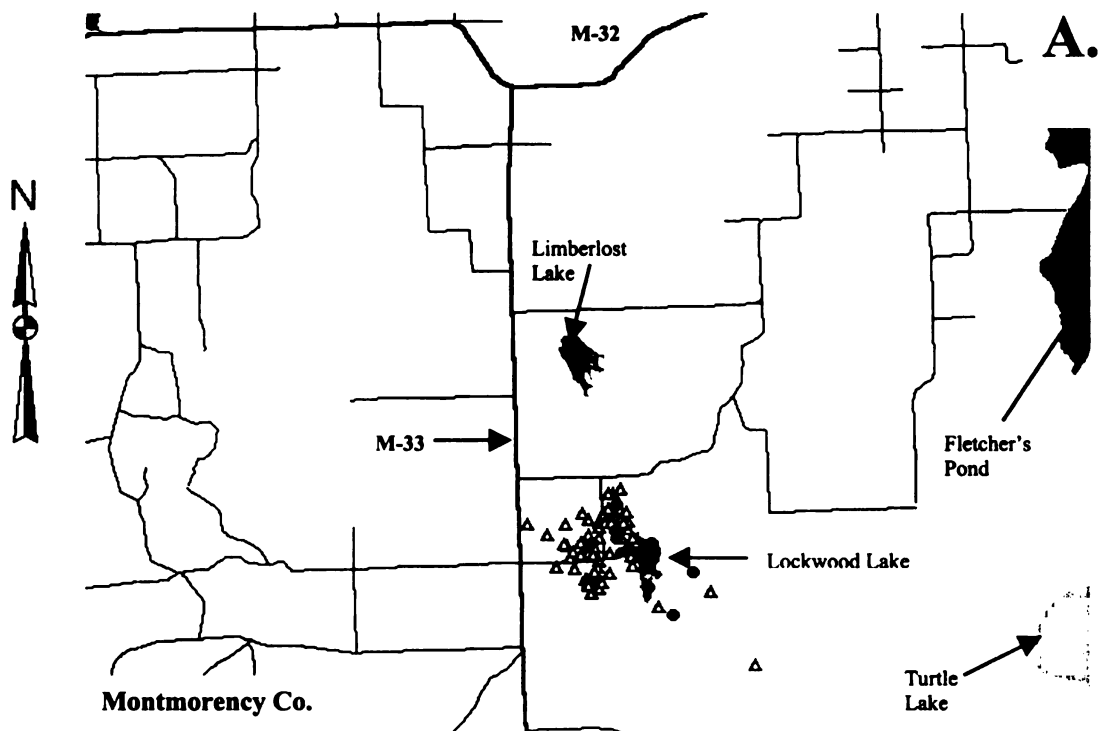 M-32
A.
N
Limberlost
Lake
M-33
Fletcher's
Pond
Lockwood Lake
Turtle
Lake
Montmorency Co.